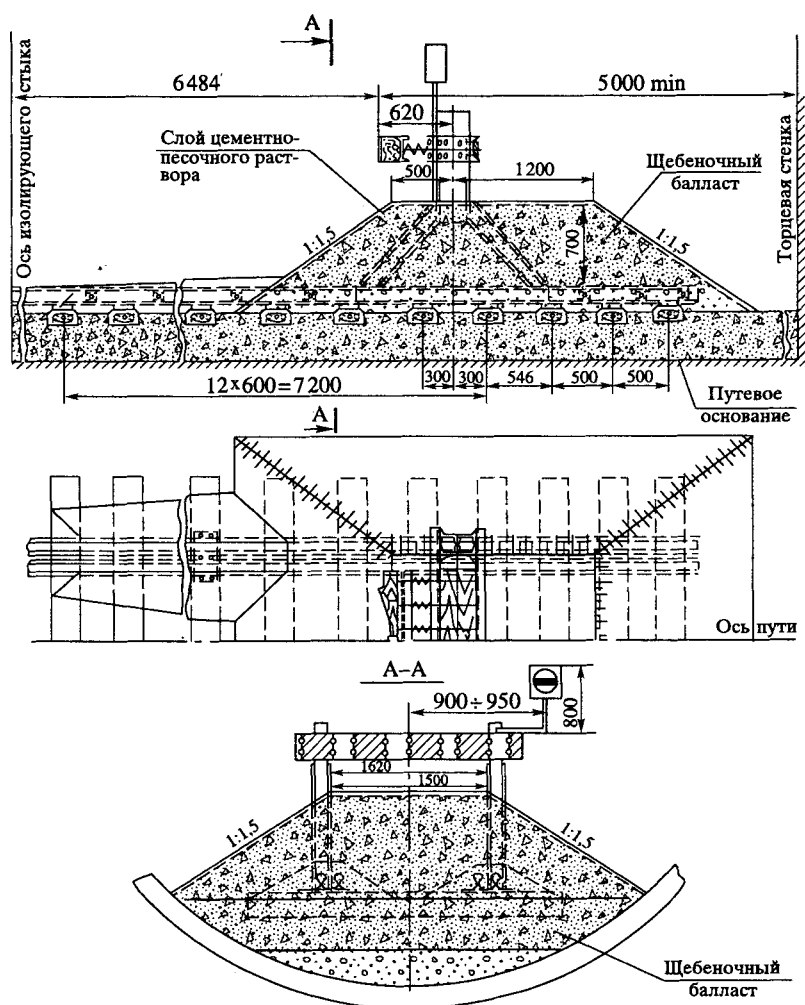 А
Ось изолирующего стыка
6484
5000 min
620
Слой цементно-
песочного раст-
вора
500
1200
Щебеночный
балласт
Торцевая стенка
1:1,5
700
1:1,5
12×600=7200
300
300
546
500
500
Путевое
основание
А
Ось пути
А–А
900÷950
800
1620
1500
1:1,5
1:1,5
Щебеночный
балласт